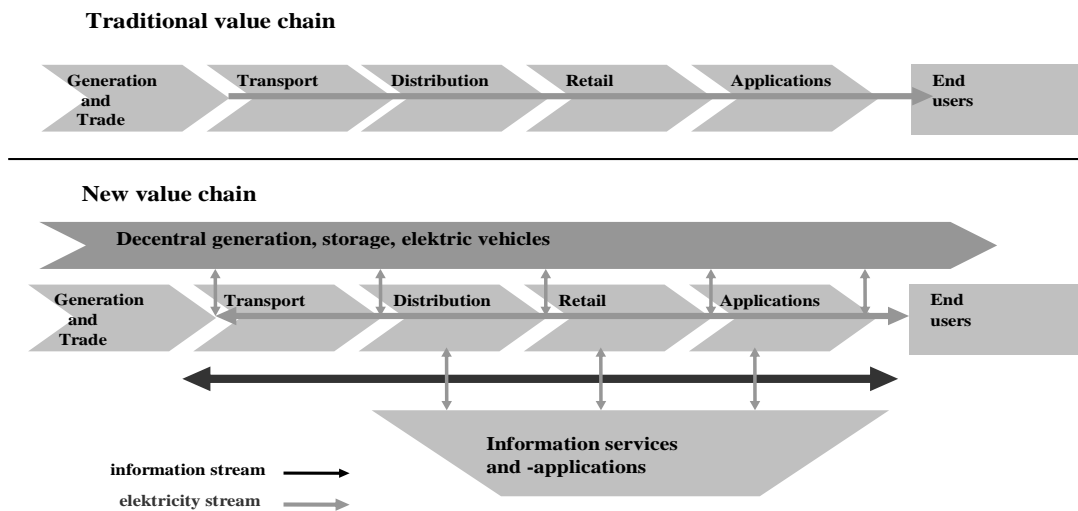 Traditional value chain
Generation
and
Trade
Transport
Distribution
Retail
Applications
End
users
New value chain
Decentral generation, storage, elektric vehicles
Generation
and
Trade
Transport
Distribution
Retail
Applications
End
users
Information services
and -applications
information stream
elektricity stream